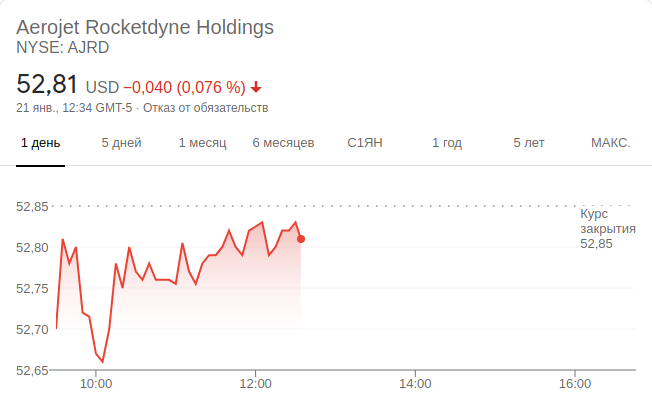 Aerojet Rocketdyne Holdings
NYSE: AJRD
52,81 USD −0,040 (0,076 %)
21 янв., 12:34 GMT-5 · Отказ от обязательств
1 день 5 дней 1 месяц 6 месяцев С1ЯН 1 год 5 лет МАКС.
52,85
Курс
закрытия
52,85
52,80
52,75
52,70
52,65
10:00 12:00 14:00 16:00